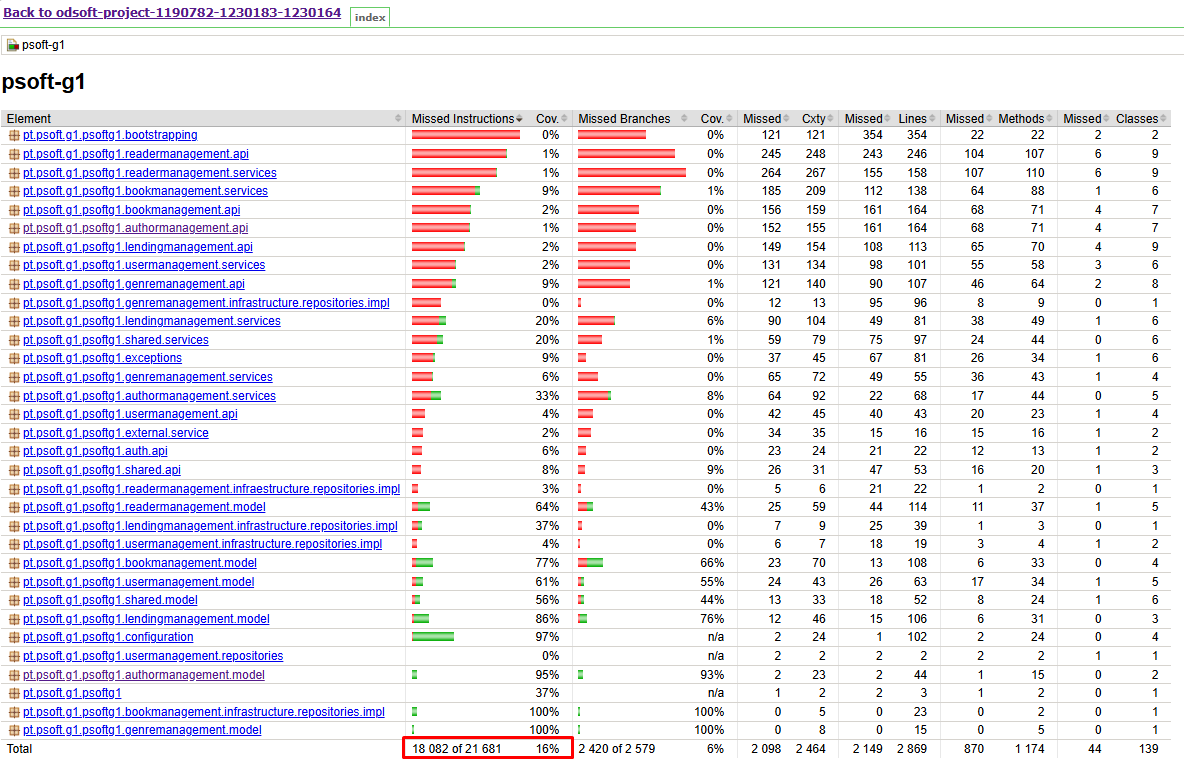 Back to odsoft-project-1190782-1230183-1230164 index
psoft-g1
psoft-g1
Element Missed Instructions Cov. Missed Branches Cov. Missed Cxty Missed Lines Missed Methods Missed Classes
pt.psoft.g1.psoftg1.bootstrapping 0% 0% 121 121 354 354 22 22 2 2
pt.psoft.g1.psoftg1.readermanagement.api 1% 0% 245 248 243 246 104 107 6 9
pt.psoft.g1.psoftg1.readermanagement.services 1% 0% 264 267 155 158 107 110 6 9
pt.psoft.g1.psoftg1.bookmanagement.services 9% 1% 185 209 112 138 64 88 1 6
pt.psoft.g1.psoftg1.bookmanagement.api 2% 0% 156 159 161 164 68 71 4 7
pt.psoft.g1.psoftg1.authormanagement.api 1% 0% 152 155 161 164 68 71 4 7
pt.psoft.g1.psoftg1.lendingmanagement.api 2% 0% 149 154 108 113 65 70 4 9
pt.psoft.g1.psoftg1.usermanagement.services 2% 0% 131 134 98 101 55 58 3 6
pt.psoft.g1.psoftg1.genremanagement.api 9% 1% 121 140 90 107 46 64 2 8
pt.psoft.g1.psoftg1.genremanagement.infrastructure.repositories.impl 0% 0% 12 13 95 96 8 9 0 1
pt.psoft.g1.psoftg1.lendingmanagement.services 20% 6% 90 104 49 81 38 49 1 6
pt.psoft.g1.psoftg1.shared.services 20% 1% 59 79 75 97 24 44 0 6
pt.psoft.g1.psoftg1.exceptions 9% 0% 37 45 67 81 26 34 1 6
pt.psoft.g1.psoftg1.genremanagement.services 6% 0% 65 72 49 55 36 43 1 4
pt.psoft.g1.psoftg1.authormanagement.services 33% 8% 64 92 22 68 17 44 0 5
pt.psoft.g1.psoftg1.usermanagement.api 4% 0% 42 45 40 43 20 23 1 4
pt.psoft.g1.psoftg1.external.service 2% 0% 34 35 15 16 15 16 1 2
pt.psoft.g1.psoftg1.auth.api 6% 0% 23 24 21 22 12 13 1 2
pt.psoft.g1.psoftg1.shared.api 8% 9% 26 31 47 53 16 20 1 3
pt.psoft.g1.psoftg1.readermanagement.infraestructure.repositories.impl 3% 0% 5 6 21 22 1 2 0 1
pt.psoft.g1.psoftg1.readermanagement.model 64% 43% 25 59 44 114 11 37 1 5
pt.psoft.g1.psoftg1.lendingmanagement.infrastructure.repositories.impl 37% 0% 7 9 25 39 1 3 0 1
pt.psoft.g1.psoftg1.usermanagement.infrastructure.repositories.impl 4% 0% 6 7 18 19 3 4 1 2
pt.psoft.g1.psoftg1.bookmanagement.model 77% 66% 23 70 13 108 6 33 0 4
pt.psoft.g1.psoftg1.usermanagement.model 61% 55% 24 43 26 63 17 34 1 5
pt.psoft.g1.psoftg1.shared.model 56% 44% 13 33 18 52 8 24 1 6
pt.psoft.g1.psoftg1.lendingmanagement.model 86% 76% 12 46 15 106 6 31 0 3
pt.psoft.g1.psoftg1.configuration 97% n/a 2 24 1 102 2 24 0 4
pt.psoft.g1.psoftg1.usermanagement.repositories 0% n/a 2 2 2 2 2 2 1 1
pt.psoft.g1.psoftg1.authormanagement.model 95% 93% 2 23 2 44 1 15 0 2
pt.psoft.g1.psoftg1 37% n/a 1 2 2 3 1 2 0 1
pt.psoft.g1.psoftg1.bookmanagement.infrastructure.repositories.impl 100% 100% 0 5 0 23 0 2 0 1
pt.psoft.g1.psoftg1.genremanagement.model 100% 100% 0 8 0 15 0 5 0 1
Total 18 082 of 21 681 16% 2 420 of 2 579 6% 2 098 2 464 2 149 2 869 870 1 174 44 139